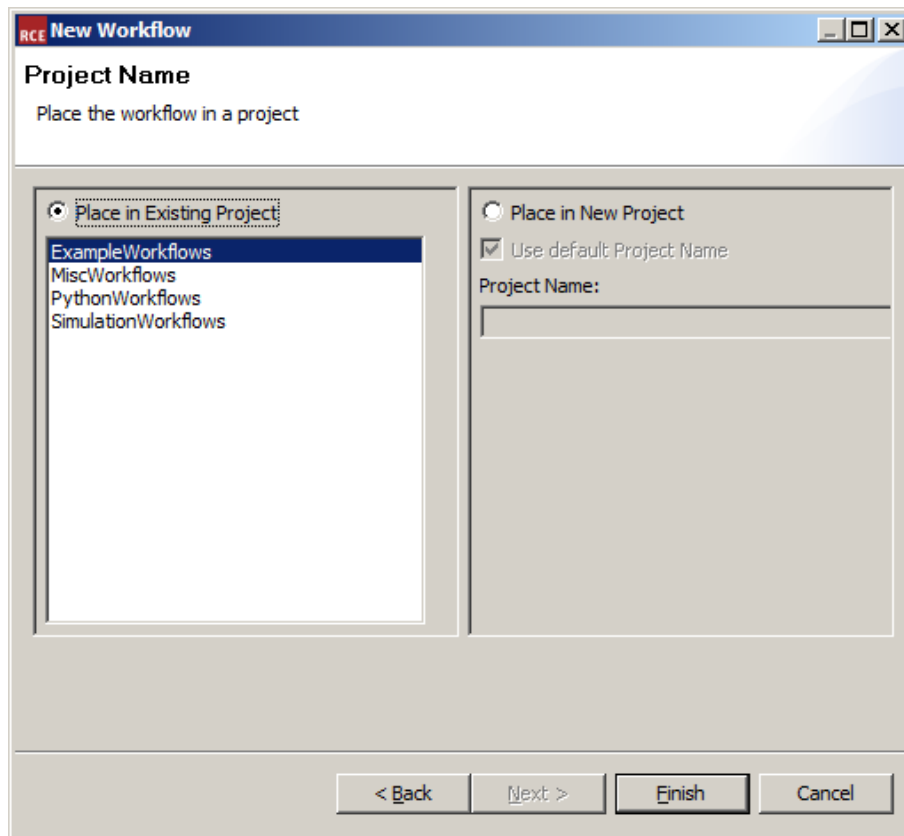 RCE New Workflow
Project Name
Place the workflow in a project
Place in Existing Project
ExampleWorkflows
MiscWorkflows
PythonWorkflows
SimulationWorkflows
Place in New Project
Use default Project Name
Project Name:
< Back
Next >
Finish
Cancel